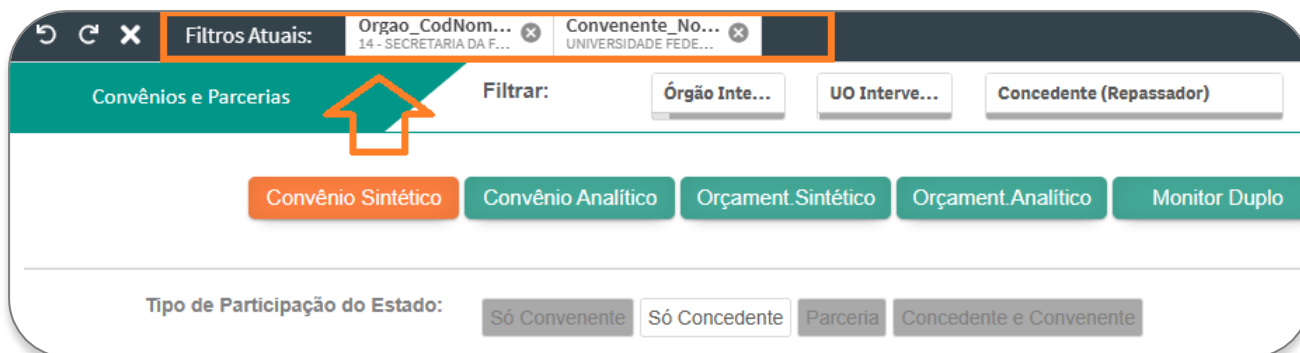 Filtros Atuais:
Orgao_CodNom...
14 - SECRETARIA DA F...
Convenente_No...
UNIVERSIDADE FEDE...
Convênios e Parcerias
Filtrar:
Órgão Inte...
UO Interve...
Concedente (Repassador)
Convênio Sintético
Convênio Analítico
Orçament.Sintético
Orçament.Analítico
Monitor Duplo
Tipo de Participação do Estado:
Só Convenente
Só Concedente
Parceria
Concedente e Convenente